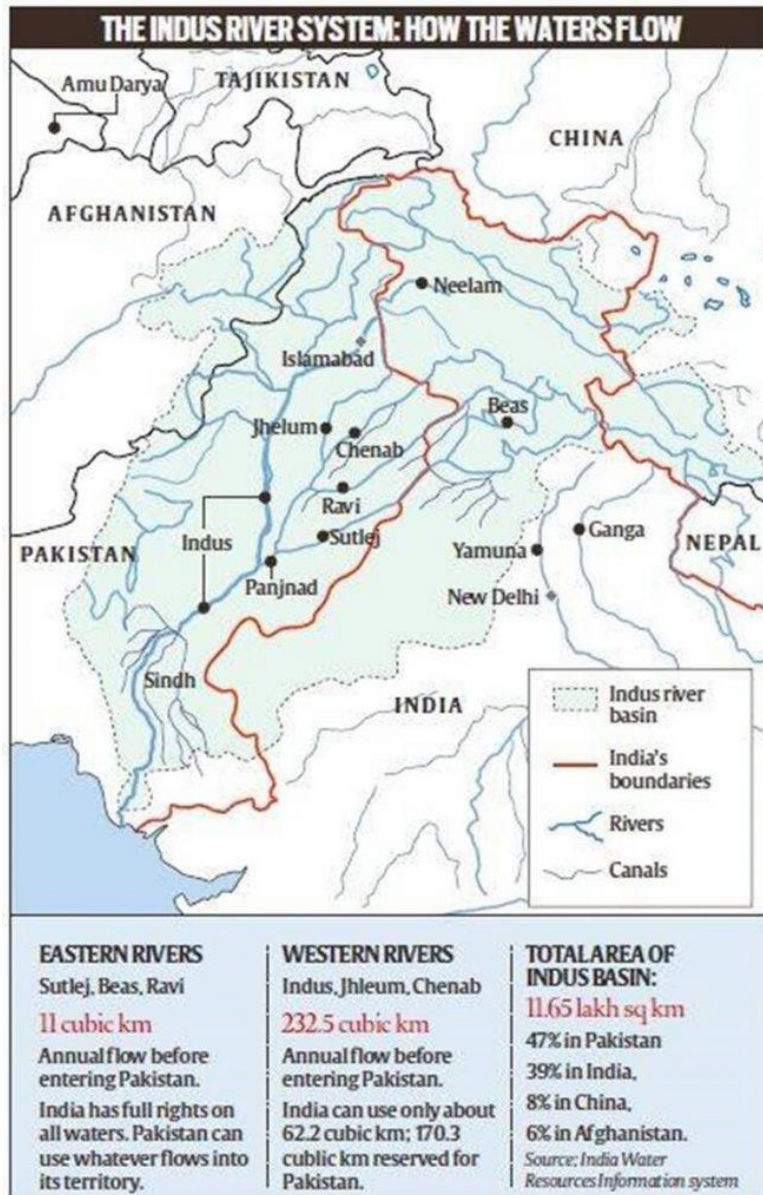 THE INDUS RIVER SYSTEM: HOW THE WATERS FLOW
Amu Darya
TAJIKISTAN
CHINA
AFGHANISTAN
Neelam
Islamabad
Beas
Jhelum
Chenab
Ravi
Ganga
Indus
Sutlej
Yamuna
NEPAL
PAKISTAN
Panjnad
New Delhi
Sindh
INDIA
Indus river
basin
India's
boundaries
Rivers
Canals
EASTERN RIVERS
Sutlej, Beas, Ravi
11 cubic km
Annual flow before
entering Pakistan.
India has full rights on
all waters. Pakistan can
use whatever flows into
its territory.
WESTERN RIVERS
Indus, Jhleum, Chenab
232.5 cubic km
Annual flow before
entering Pakistan.
India can use only about
62.2 cubic km; 170.3
cublic km reserved for
Pakistan.
TOTAL AREA OF
INDUS BASIN:
11.65 lakh sq km
47% in Pakistan
39% in India,
8% in China,
6% in Afghanistan.
Source: India Water
Resources Information system